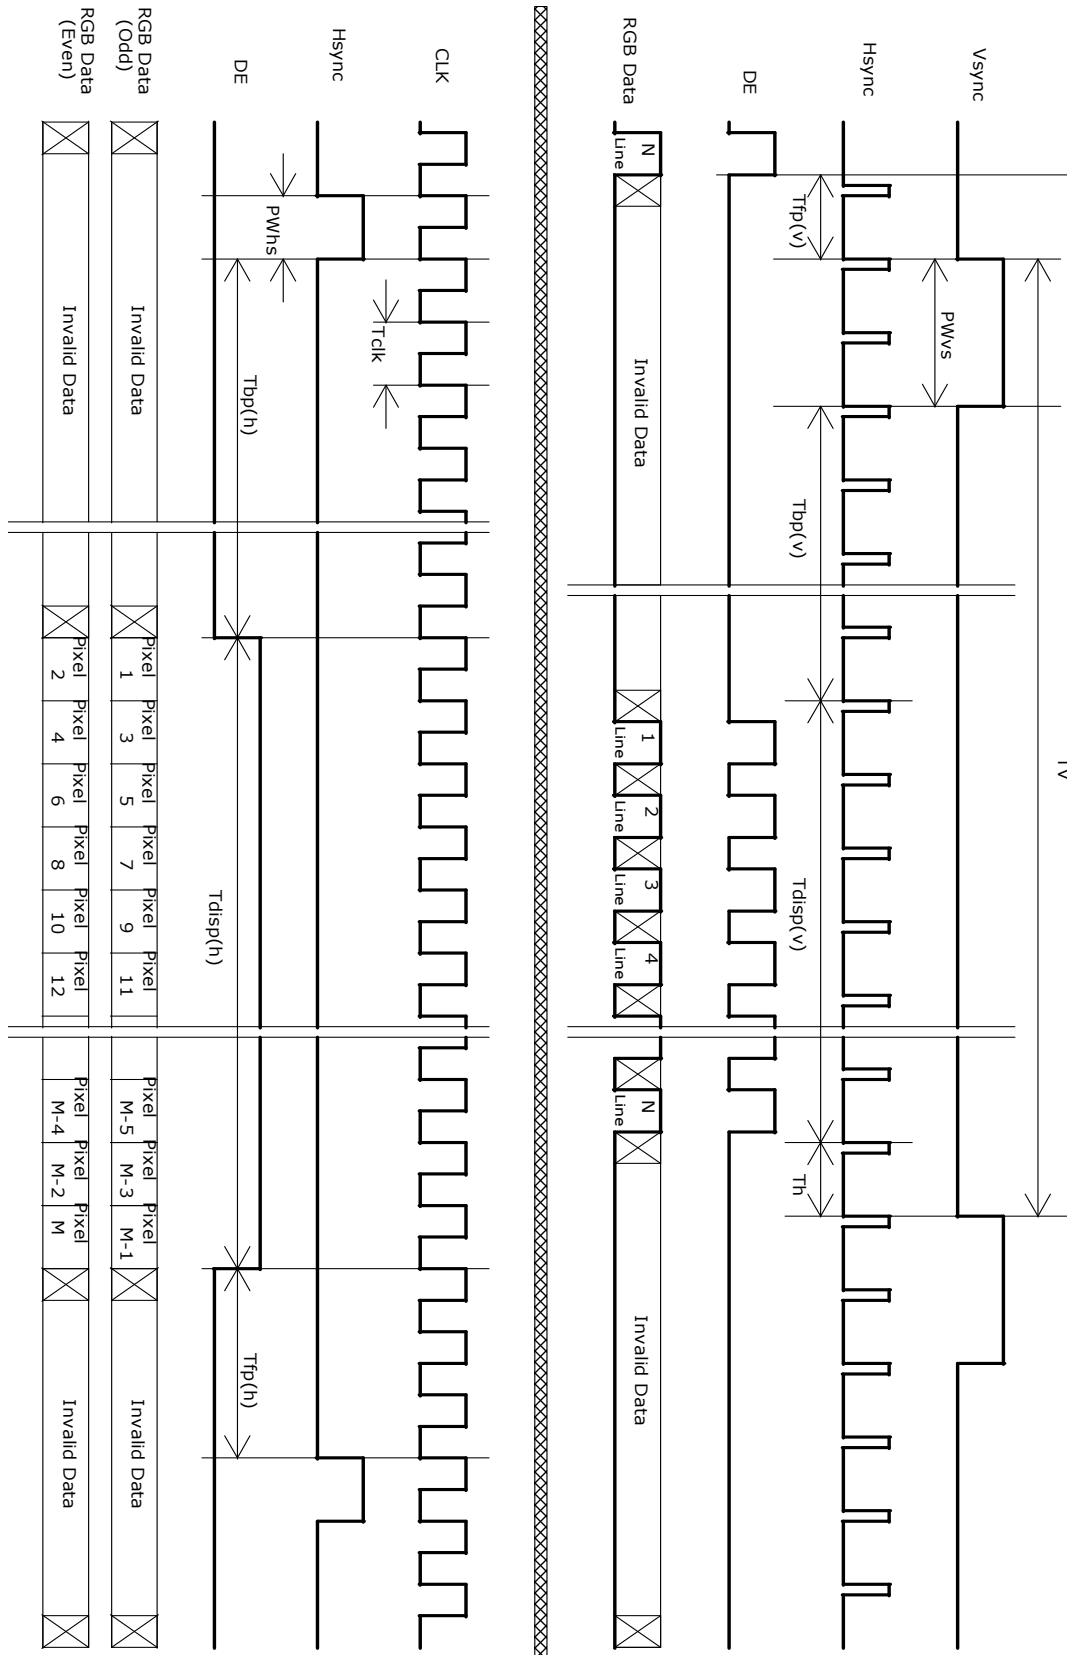 Tv
Vsync
Tfp(v)
PWvs
Tbp(v)
Tdisp(v)
Th
Hsync
DE
RGB Data
N
Line
Invalid Data
1
Line
2
Line
3
Line
4
Line
N
Line
Invalid Data
CLK
Tclk
Hsync
PWhs
Tbp(h)
Tdisp(h)
Tfp(h)
DE
RGB Data
(Odd)
Invalid Data
Pixel
1
Pixel
3
Pixel
5
Pixel
7
Pixel
9
Pixel
11
Pixel
M-5
Pixel
M-3
Pixel
M-1
Invalid Data
RGB Data
(Even)
Invalid Data
Pixel
2
Pixel
4
Pixel
6
Pixel
8
Pixel
10
Pixel
12
Pixel
M-4
Pixel
M-2
Pixel
M
Invalid Data